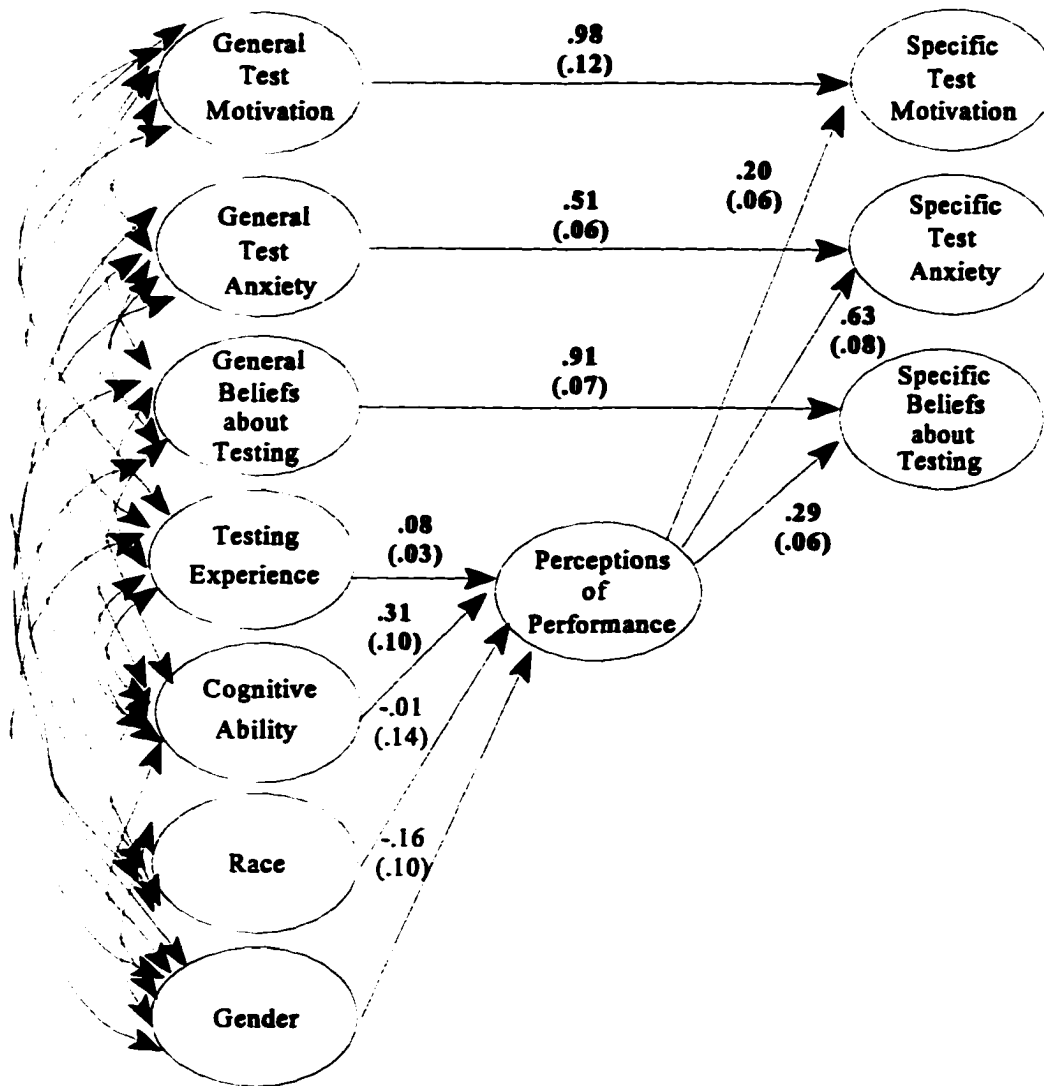 General
Test
Motivation
.98
(.12)
Specific
Test
Motivation
.20
(.06)
General
Test
Anxiety
.51
(.06)
Specific
Test
Anxiety
.63
(.08)
General
Beliefs
about
Testing
.91
(.07)
Specific
Beliefs
about
Testing
.29
(.06)
Testing
Experience
.08
(.03)
Perceptions
of
Performance
.31
(.10)
Cognitive
Ability
-.01
(.14)
Race
-.16
(.10)
Gender